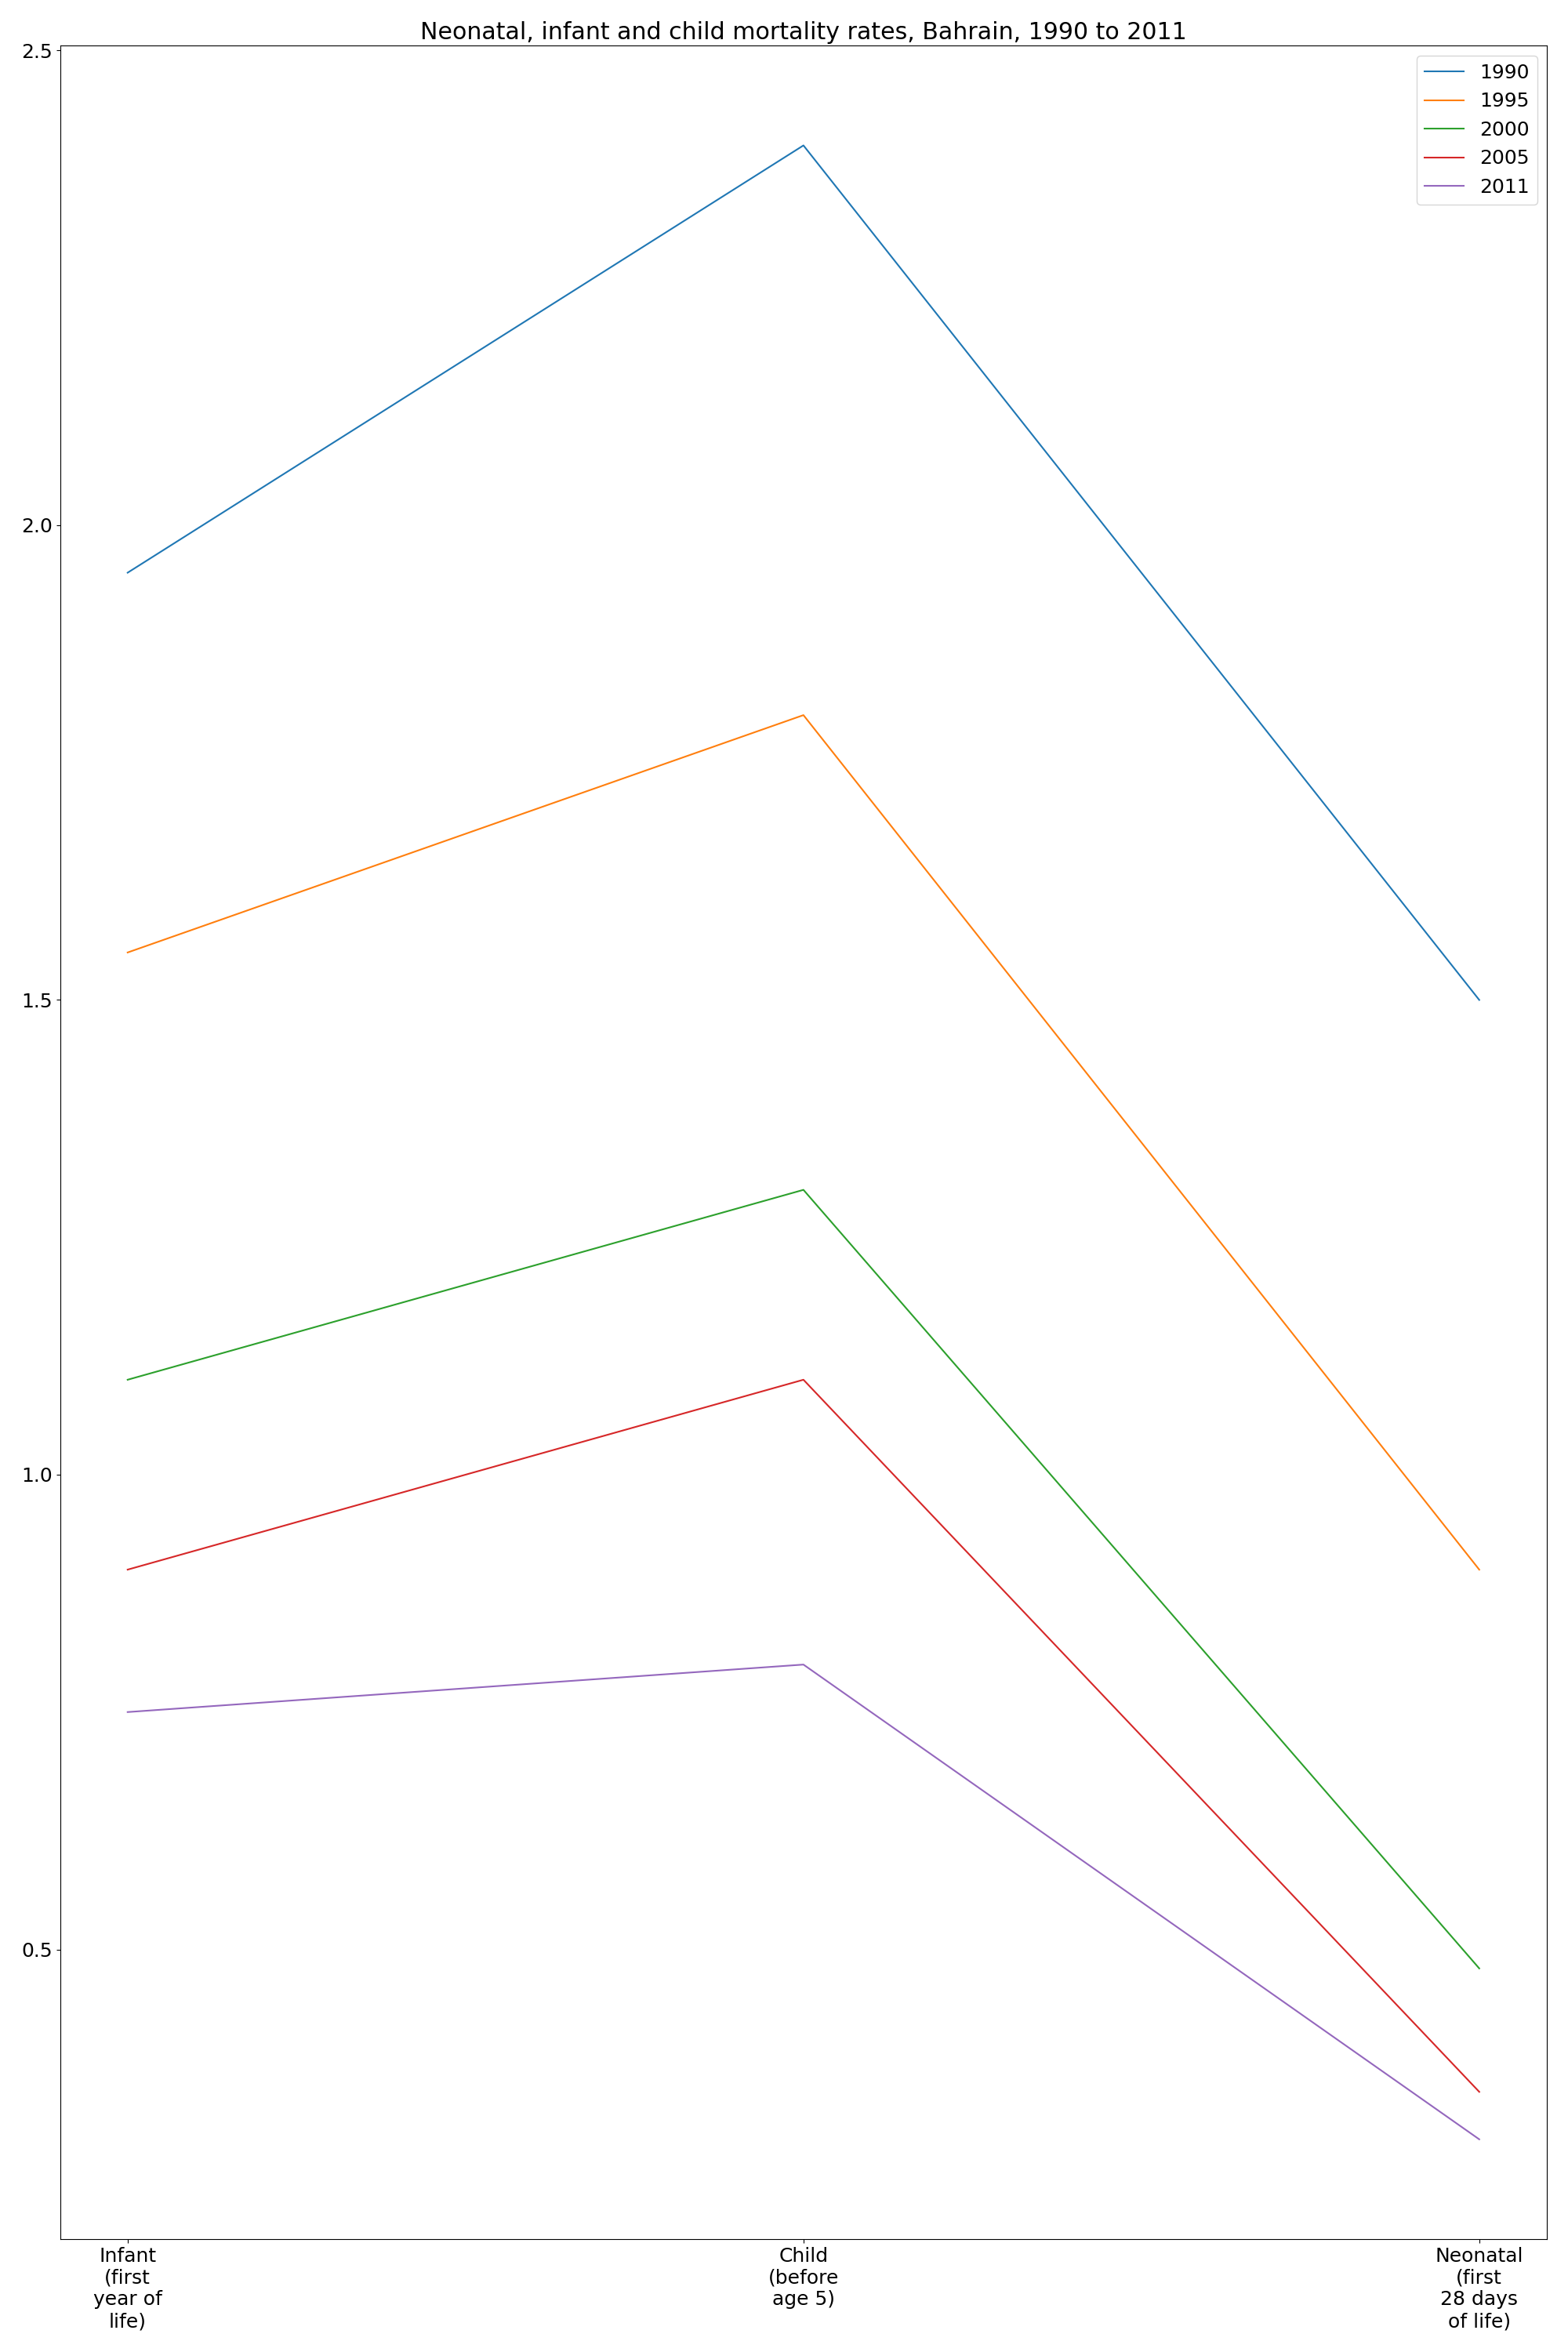 Neonatal, infant and child mortality rates, Bahrain, 1990 to 2011
2.5
2.0
1.5
1.0
0.5
1990
1995
2000
2005
2011
Infant
(first
year of
life)
Child
(before
age 5)
Neonatal
(first
28 days
of life)